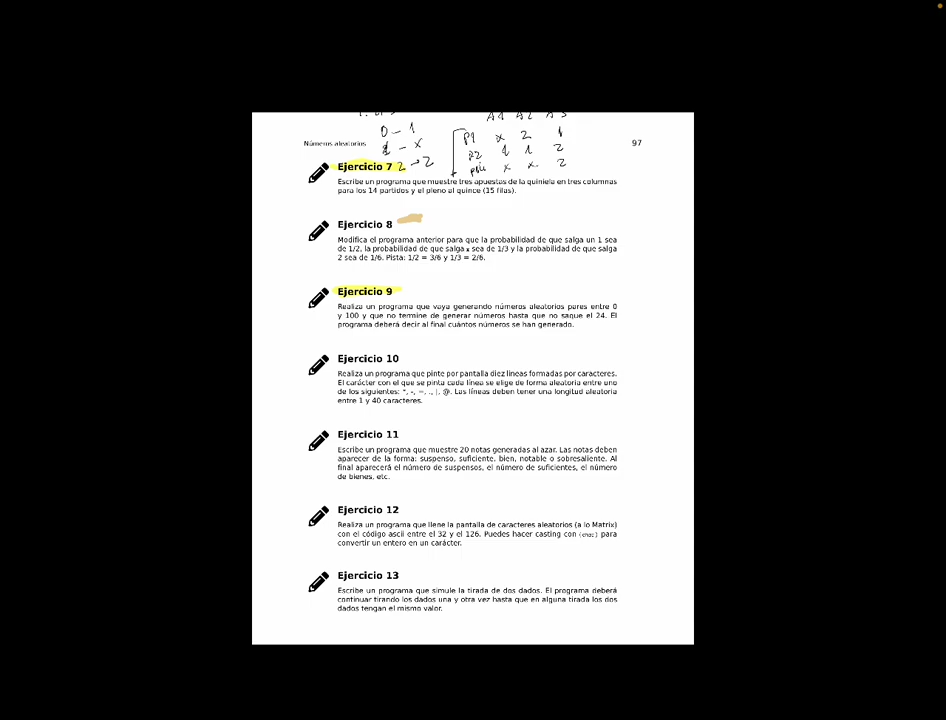 A1 A2 A3
0 - 1
P1 x 2 1
1 - x
Números aleatorios
97
P2 1 1 2
Ejercicio 7
2 → 2
x x 2
Escribe un programa que muestre tres apuestas de la quiniela en tres columnas
para los 14 partidos y el pleno al quince (15 filas).
Ejercicio 8
Modifica el programa anterior para que la probabilidad de que salga un 1 sea
de 1/2, la probabilidad de que salga x sea de 1/3 y la probabilidad de que salga
2 sea de 1/6. Pista: 1/2 = 3/6 y 1/3 = 2/6.
Ejercicio 9
Realiza un programa que vaya generando números aleatorios pares entre 0
y 100 y que no termine de generar números hasta que no saque el 24. El
programa deberá decir al final cuántos números se han generado.
Ejercicio 10
Realiza un programa que pinte por pantalla diez líneas formadas por caracteres.
El carácter con el que se pinta cada línea se elige de forma aleatoria entre uno
de los siguientes: *, -, =, ., |, @. Las líneas deben tener una longitud aleatoria
entre 1 y 40 caracteres.
Ejercicio 11
Escribe un programa que muestre 20 notas generadas al azar. Las notas deben
aparecer de la forma: suspenso, suficiente, bien, notable o sobresaliente. Al
final aparecerá el número de suspensos, el número de suficientes, el número
de bienes, etc.
Ejercicio 12
Realiza un programa que llene la pantalla de caracteres aleatorios (a lo Matrix)
con el código ascii entre el 32 y el 126. Puedes hacer casting con (char) para
convertir un entero en un carácter.
Ejercicio 13
Escribe un programa que simule la tirada de dos dados. El programa deberá
continuar tirando los dados una y otra vez hasta que en alguna tirada los dos
dados tengan el mismo valor.